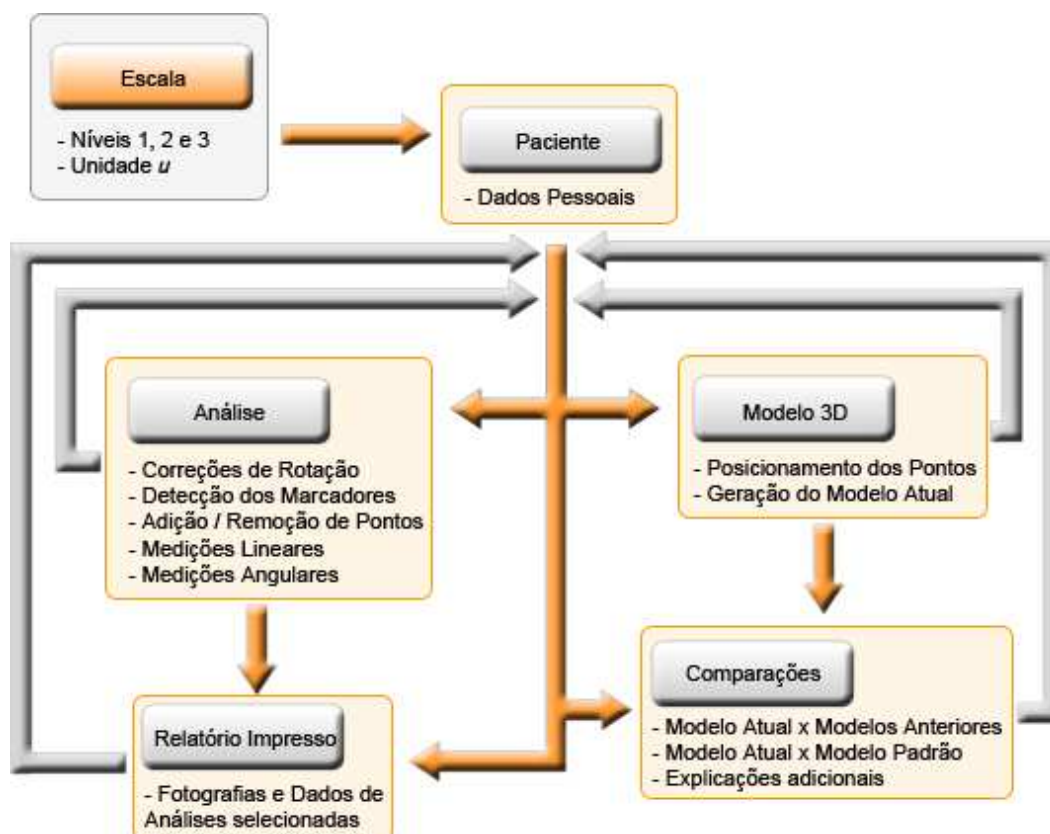 Escala
- Níveis 1, 2 e 3
- Unidade u
Paciente
- Dados Pessoais
Análise
- Correções de Rotação
- Detecção dos Marcadores
- Adição / Remoção de Pontos
- Medições Lineares
- Medições Angulares
Modelo 3D
- Posicionamento dos Pontos
- Geração do Modelo Atual
Relatório Impresso
- Fotografias e Dados de
Análises selecionadas
Comparações
- Modelo Atual x Modelos Anteriores
- Modelo Atual x Modelo Padrão
- Explicações adicionais